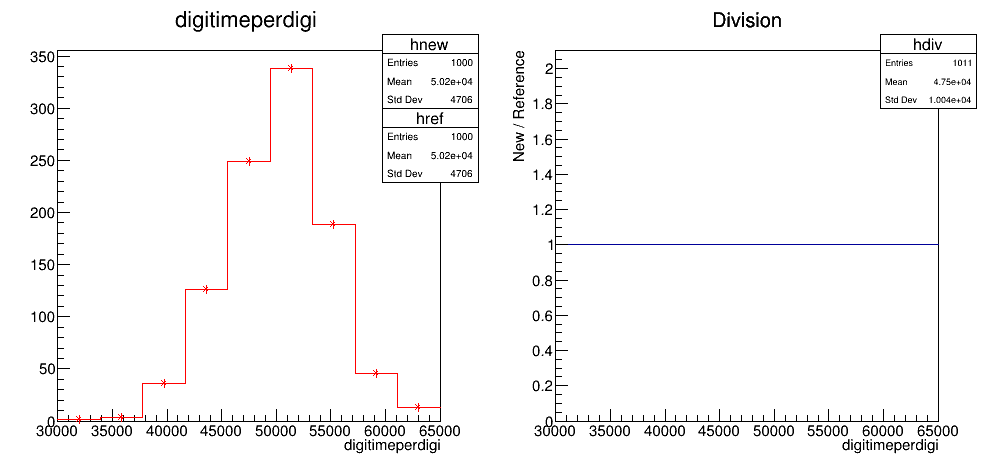 digitimeperdigi
hnew
Entries 1000
Mean 5.02e+04
Std Dev 4706
href
Entries 1000
Mean 5.02e+04
Std Dev 4706
350
300
250
200
150
100
50
0
30000 35000 40000 45000 50000 55000 60000 65000
digitimeperdigi
Division
hdiv
Entries 1011
Mean 4.75e+04
Std Dev 1.004e+04
New / Reference
2
1.8
1.6
1.4
1.2
1
0.8
0.6
0.4
0.2
0
30000 35000 40000 45000 50000 55000 60000 65000
digitimeperdigi